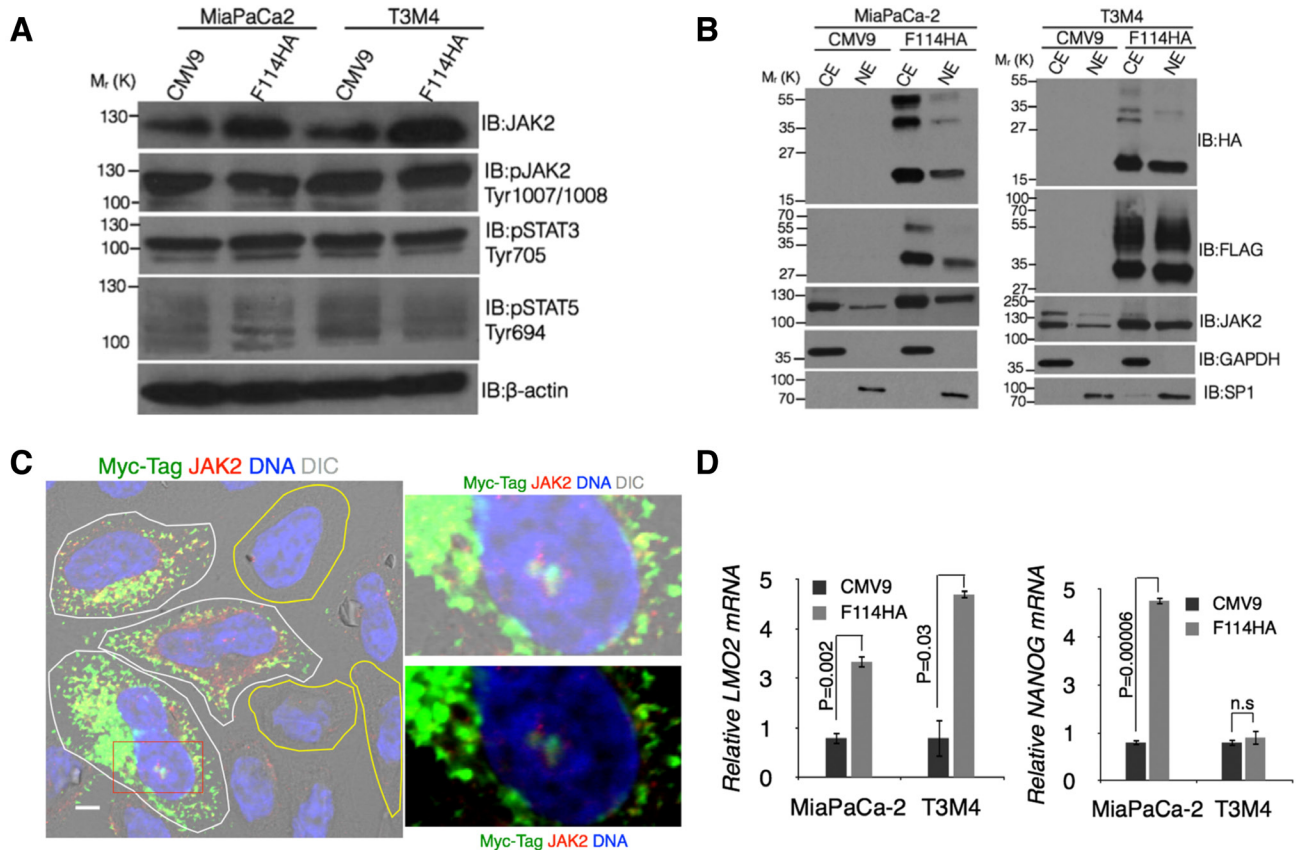 A
MiaPaCa2 T3M4
Mr (K)
CMV9 F114HA CMV9 F114HA
130 IB:JAK2
130 IB:pJAK2
100 Tyr1007/1008
130 IB:pSTAT3
100 Tyr705
130 IB:pSTAT5
100 Tyr694
IB:β-actin
B
MiaPaCa-2
CMV9 F114HA
Mr (K) CE NE CE NE
55
35
27
15
70
55
35
27
130
100
35
100
70
T3M4
CMV9 F114HA
Mr (K) CE NE CE NE
55
35
27
15
IB:HA
100
70
55
35
27
IB:FLAG
250
130
100
IB:JAK2
35
IB:GAPDH
100
70
IB:SP1
C
Myc-Tag JAK2 DNA DIC
Myc-Tag JAK2 DNA DIC
Myc-Tag JAK2 DNA
D
Relative LMO2 mRNA
5
4
3
1
0
CMV9
F114HA
P=0.002
P=0.03
MiaPaCa-2 T3M4
Relative NANOG mRNA
5
4
3
1
0
CMV9
F114HA
P=0.00006
n.s
MiaPaCa-2 T3M4